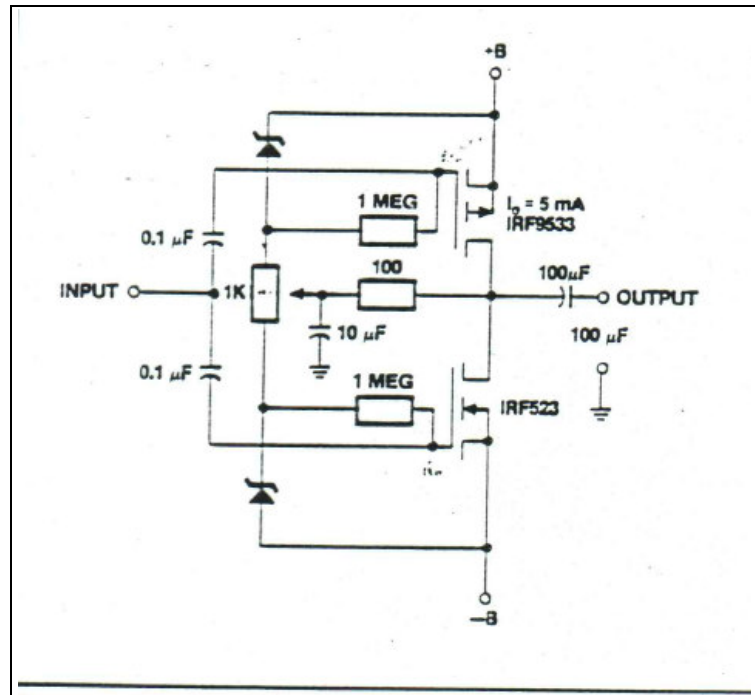 +B
1 MEG
I_D = 5 mA
IRF9533
0.1 μF
100
100μF
INPUT
1K
OUTPUT
10 μF
100 μF
0.1 μF
1 MEG
IRF523
—B